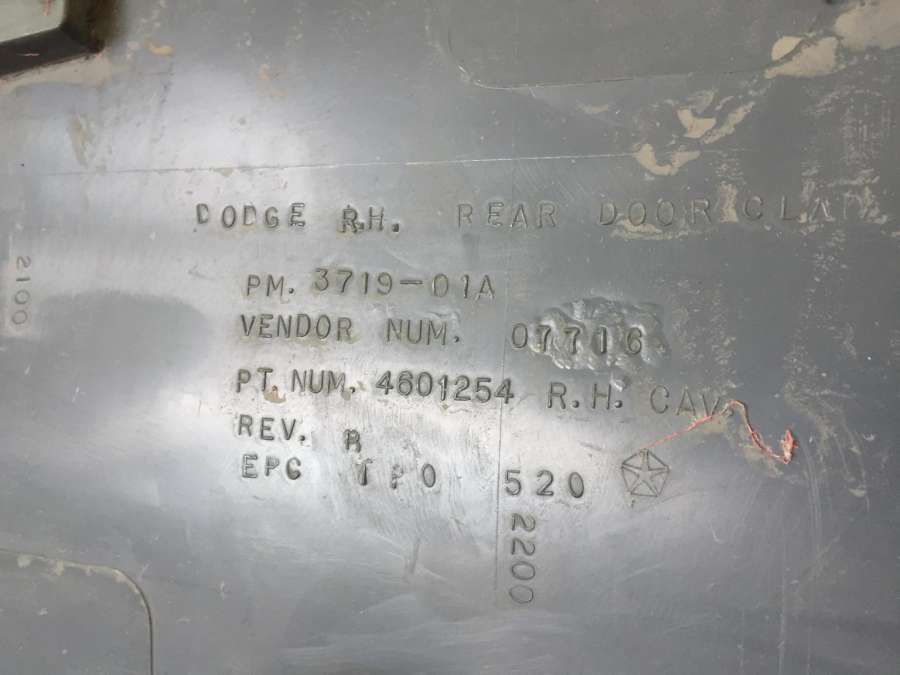 DODGE R.H. REAR DOOR CLAD
2100
PM. 3719-01A
VENDOR NUM. 07716
PT. NUM. 4601254 R.H. CAV.
REV. B
EPC TPO 520
2200